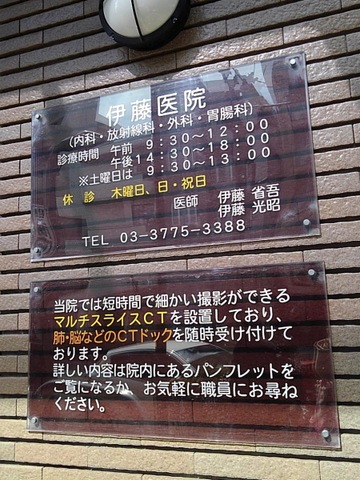 伊藤医院
(内科・放射線科・外科・胃腸科)
診療時間 午前 9:30〜12:00
午後14:30〜18:00
※土曜日は 9:30〜13:00
休診 木曜日、日・祝日
医師 伊藤 省吾
伊藤 光昭
TEL 03-3775-3388
当院では短時間で細かい撮影ができる
マルチスライスCTを設置しており、
肺・脳などのCTドックを随時受け付けて
おります。
詳しい内容は院内にあるパンフレットを
ご覧になるか、お気軽に職員にお尋ね
ください。